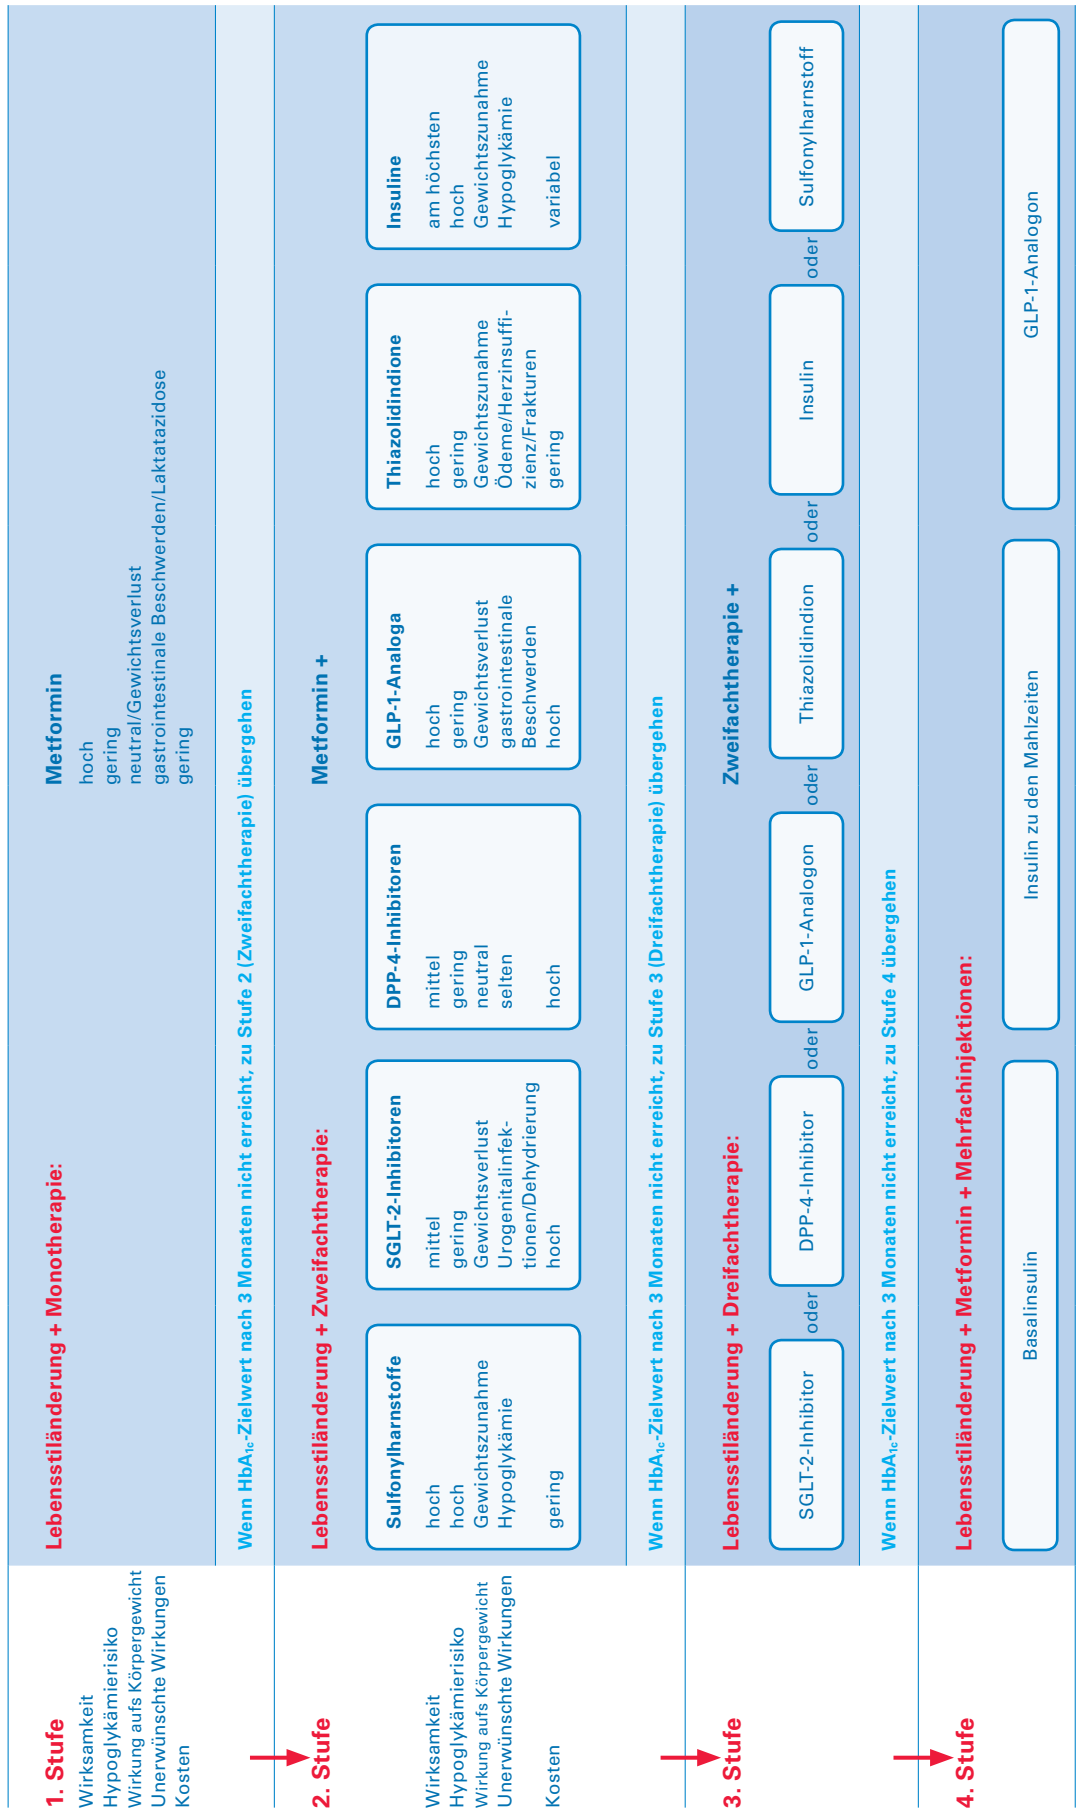 1. Stufe
Lebensstiländerung + Monotherapie:
Metformin
Wirksamkeit
hoch
Hypoglykämierisiko
gering
Wirkung aufs Körpergewicht
neutral/Gewichtsverlust
Unerwünschte Wirkungen
gastrointestinale Beschwerden/Laktatazidose
Kosten
gering
Wenn HbA1c-Zielwert nach 3 Monaten nicht erreicht, zu Stufe 2 (Zweifachtherapie) übergehen
2. Stufe
Lebensstiländerung + Zweifachtherapie:
Metformin +
Wirksamkeit
Hypoglykämierisiko
Wirkung aufs Körpergewicht
Unerwünschte Wirkungen
Kosten
Sulfonylharnstoffe
hoch
hoch
Gewichtszunahme
Hypoglykämie
gering
SGLT-2-Inhibitoren
mittel
gering
Gewichtsverlust
Urogenitalinfek-
tionen/Dehydrierung
hoch
DPP-4-Inhibitoren
mittel
gering
neutral
selten
hoch
GLP-1-Analoga
hoch
gering
Gewichtsverlust
gastrointestinale
Beschwerden
hoch
Thiazolidindione
hoch
gering
Gewichtszunahme
Ödeme/Herzinsuffi-
zienz/Frakturen
gering
Insuline
am höchsten
hoch
Gewichtszunahme
Hypoglykämie
variabel
Wenn HbA1c-Zielwert nach 3 Monaten nicht erreicht, zu Stufe 3 (Dreifachtherapie) übergehen
3. Stufe
Lebensstiländerung + Dreifachtherapie:
Zweifachtherapie +
SGLT-2-Inhibitor
oder
DPP-4-Inhibitor
oder
GLP-1-Analogon
oder
Thiazolidindion
oder
Insulin
oder
Sulfonylharnstoff
Wenn HbA1c-Zielwert nach 3 Monaten nicht erreicht, zu Stufe 4 übergehen
4. Stufe
Lebensstiländerung + Metformin + Mehrfachinjektionen:
Basalinsulin
Insulin zu den Mahlzeiten
GLP-1-Analogon